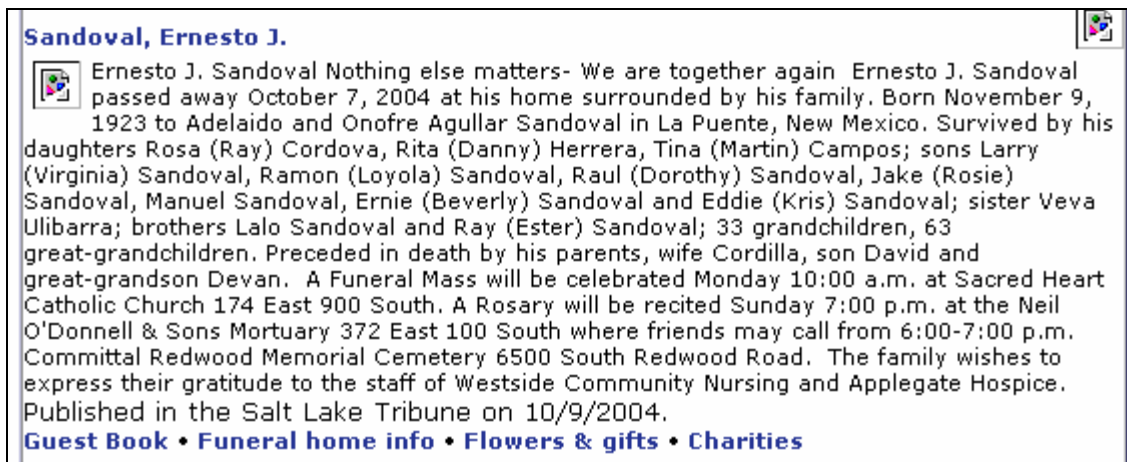 Sandoval, Ernesto J.
Ernesto J. Sandoval Nothing else matters- We are together again Ernesto J. Sandoval
passed away October 7, 2004 at his home surrounded by his family. Born November 9,
1923 to Adelaido and Onofre Agullar Sandoval in La Puente, New Mexico. Survived by his
daughters Rosa (Ray) Cordova, Rita (Danny) Herrera, Tina (Martin) Campos; sons Larry
(Virginia) Sandoval, Ramon (Loyola) Sandoval, Raul (Dorothy) Sandoval, Jake (Rosie)
Sandoval, Manuel Sandoval, Ernie (Beverly) Sandoval and Eddie (Kris) Sandoval; sister Veva
Ulibarra; brothers Lalo Sandoval and Ray (Ester) Sandoval; 33 grandchildren, 63
great-grandchildren. Preceded in death by his parents, wife Cordilla, son David and
great-grandson Devan. A Funeral Mass will be celebrated Monday 10:00 a.m. at Sacred Heart
Catholic Church 174 East 900 South. A Rosary will be recited Sunday 7:00 p.m. at the Neil
O'Donnell & Sons Mortuary 372 East 100 South where friends may call from 6:00-7:00 p.m.
Committal Redwood Memorial Cemetery 6500 South Redwood Road. The family wishes to
express their gratitude to the staff of Westside Community Nursing and Applegate Hospice.
Published in the Salt Lake Tribune on 10/9/2004.
Guest Book • Funeral home info • Flowers & gifts • Charities